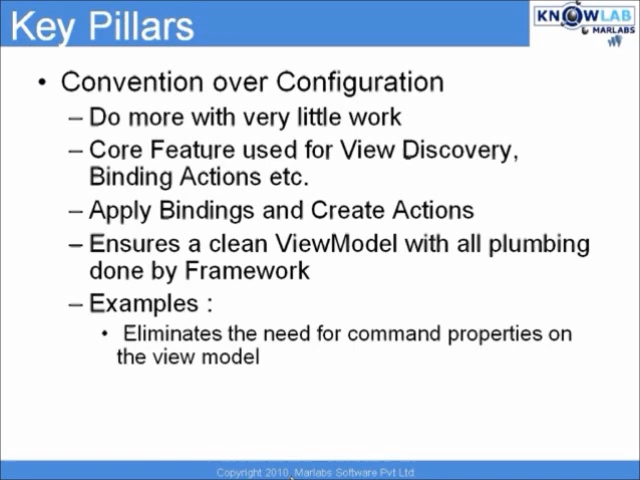 Key Pillars
KNOWLAB
MARLABS
• Convention over Configuration
– Do more with very little work
– Core Feature used for View Discovery,
Binding Actions etc.
– Apply Bindings and Create Actions
– Ensures a clean ViewModel with all plumbing
done by Framework
– Examples :
• Eliminates the need for command properties on
the view model
Copyright 2010, Marlabs Software Pvt Ltd